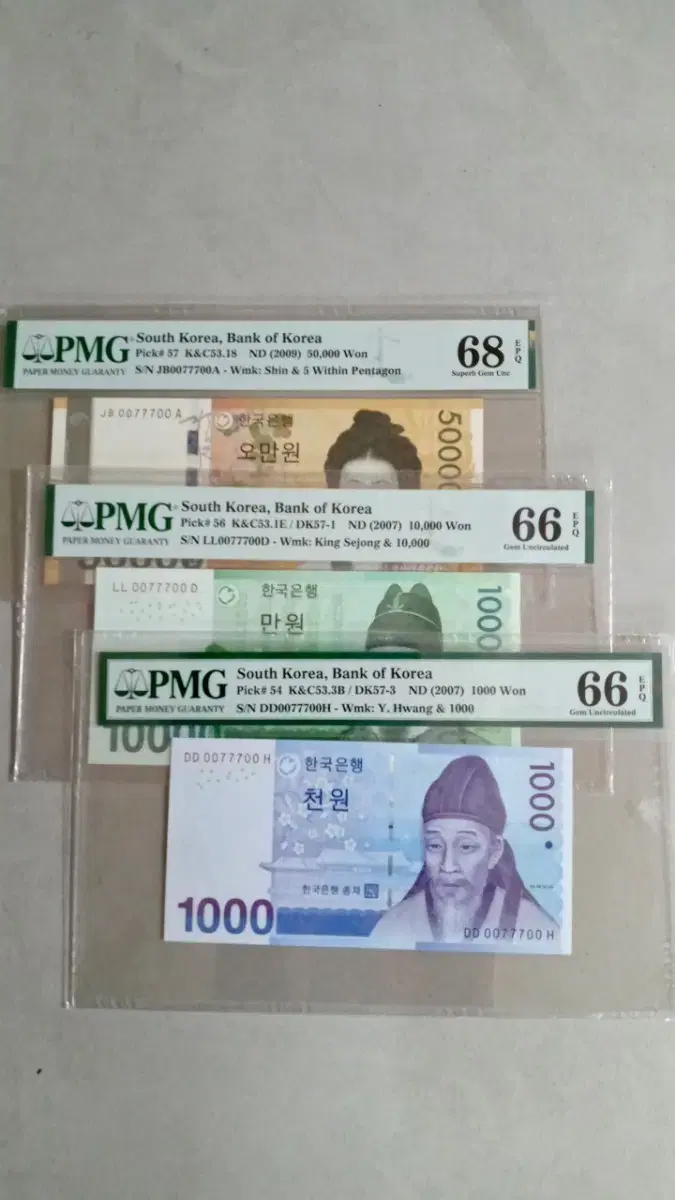 PMG
PAPER MONEY GUARANTY
South Korea, Bank of Korea
Pick# 57 K&C53.18 ND (2009) 50,000 Won
S/N JB0077700A - Wmk: Shin & 5 Within Pentagon
68
EPQ
Superb Gem Unc
JB 0077700 A
한국은행
오만원
5000
PMG
PAPER MONEY GUARANTY
South Korea, Bank of Korea
Pick# 56 K&C53.1E / DK57-1 ND (2007) 10,000 Won
S/N LL0077700D - Wmk: King Sejong & 10,000
66
EPQ
Gem Uncirculated
LL 0077700 D
한국은행
만원
1000
PMG
PAPER MONEY GUARANTY
South Korea, Bank of Korea
Pick# 54 K&C53.3B / DK57-3 ND (2007) 1000 Won
S/N DD0077700H - Wmk: Y. Hwang & 1000
66
EPQ
Gem Uncirculated
10000
DD 0077700 H
한국은행
천원
1000
한국은행 총재
1000
DD 0077700 H